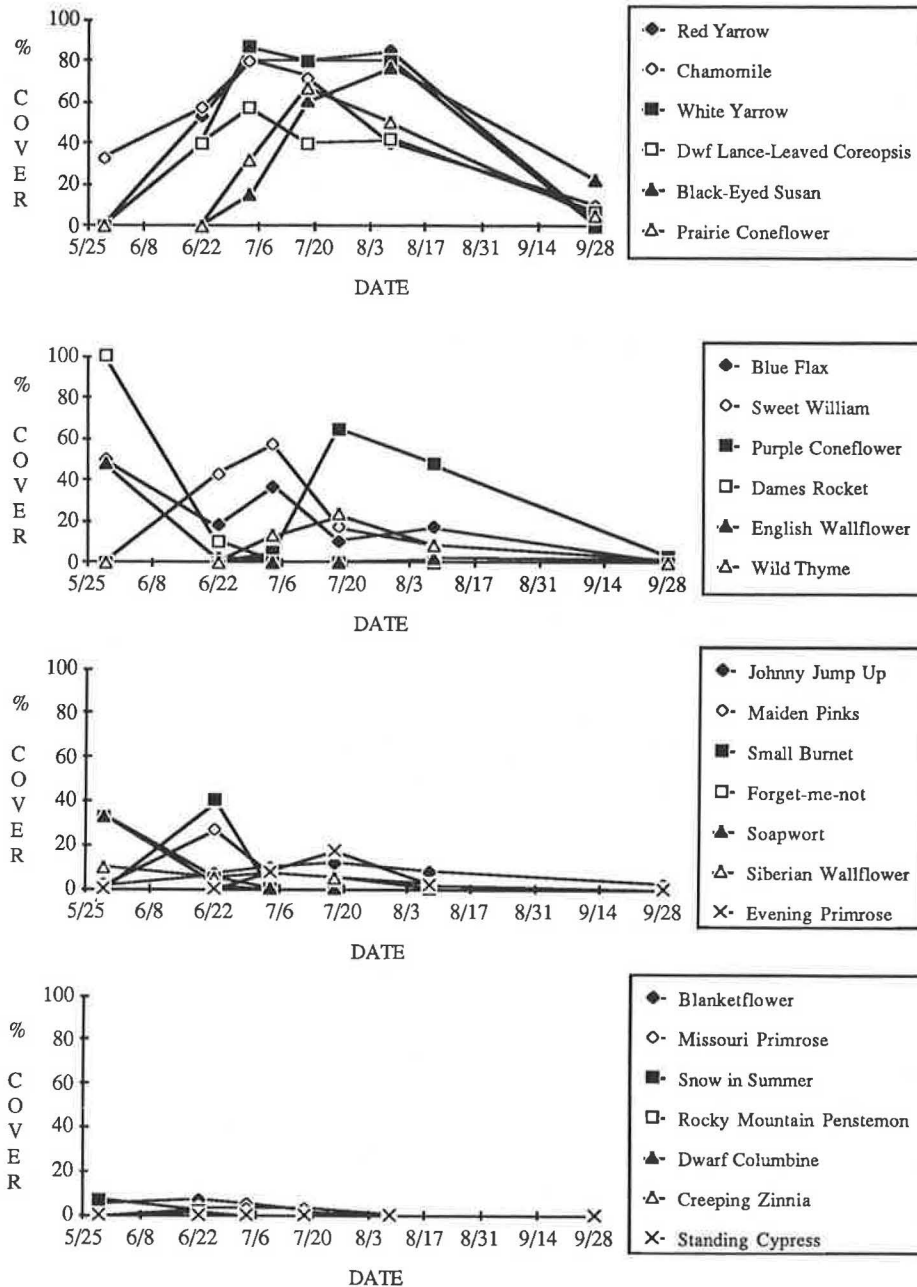 %
C
O
V
E
R
100
80
60
40
20
0
5/25 6/8 6/22 7/6 7/20 8/3 8/17 8/31 9/14 9/28
DATE
Red Yarrow
Chamomile
White Yarrow
Dwf Lance-Leaved Coreopsis
Black-Eyed Susan
Prairie Coneflower
%
C
O
V
E
R
100
80
60
40
20
0
5/25 6/8 6/22 7/6 7/20 8/3 8/17 8/31 9/14 9/28
DATE
Blue Flax
Sweet William
Purple Coneflower
Dames Rocket
English Wallflower
Wild Thyme
%
C
O
V
E
R
100
80
60
40
20
0
5/25 6/8 6/22 7/6 7/20 8/3 8/17 8/31 9/14 9/28
DATE
Johnny Jump Up
Maiden Pinks
Small Burnet
Forget-me-not
Soapwort
Siberian Wallflower
Evening Primrose
%
C
O
V
E
R
100
80
60
40
20
0
5/25 6/8 6/22 7/6 7/20 8/3 8/17 8/31 9/14 9/28
DATE
Blanketflower
Missouri Primrose
Snow in Summer
Rocky Mountain Penstemon
Dwarf Columbine
Creeping Zinnia
Standing Cypress